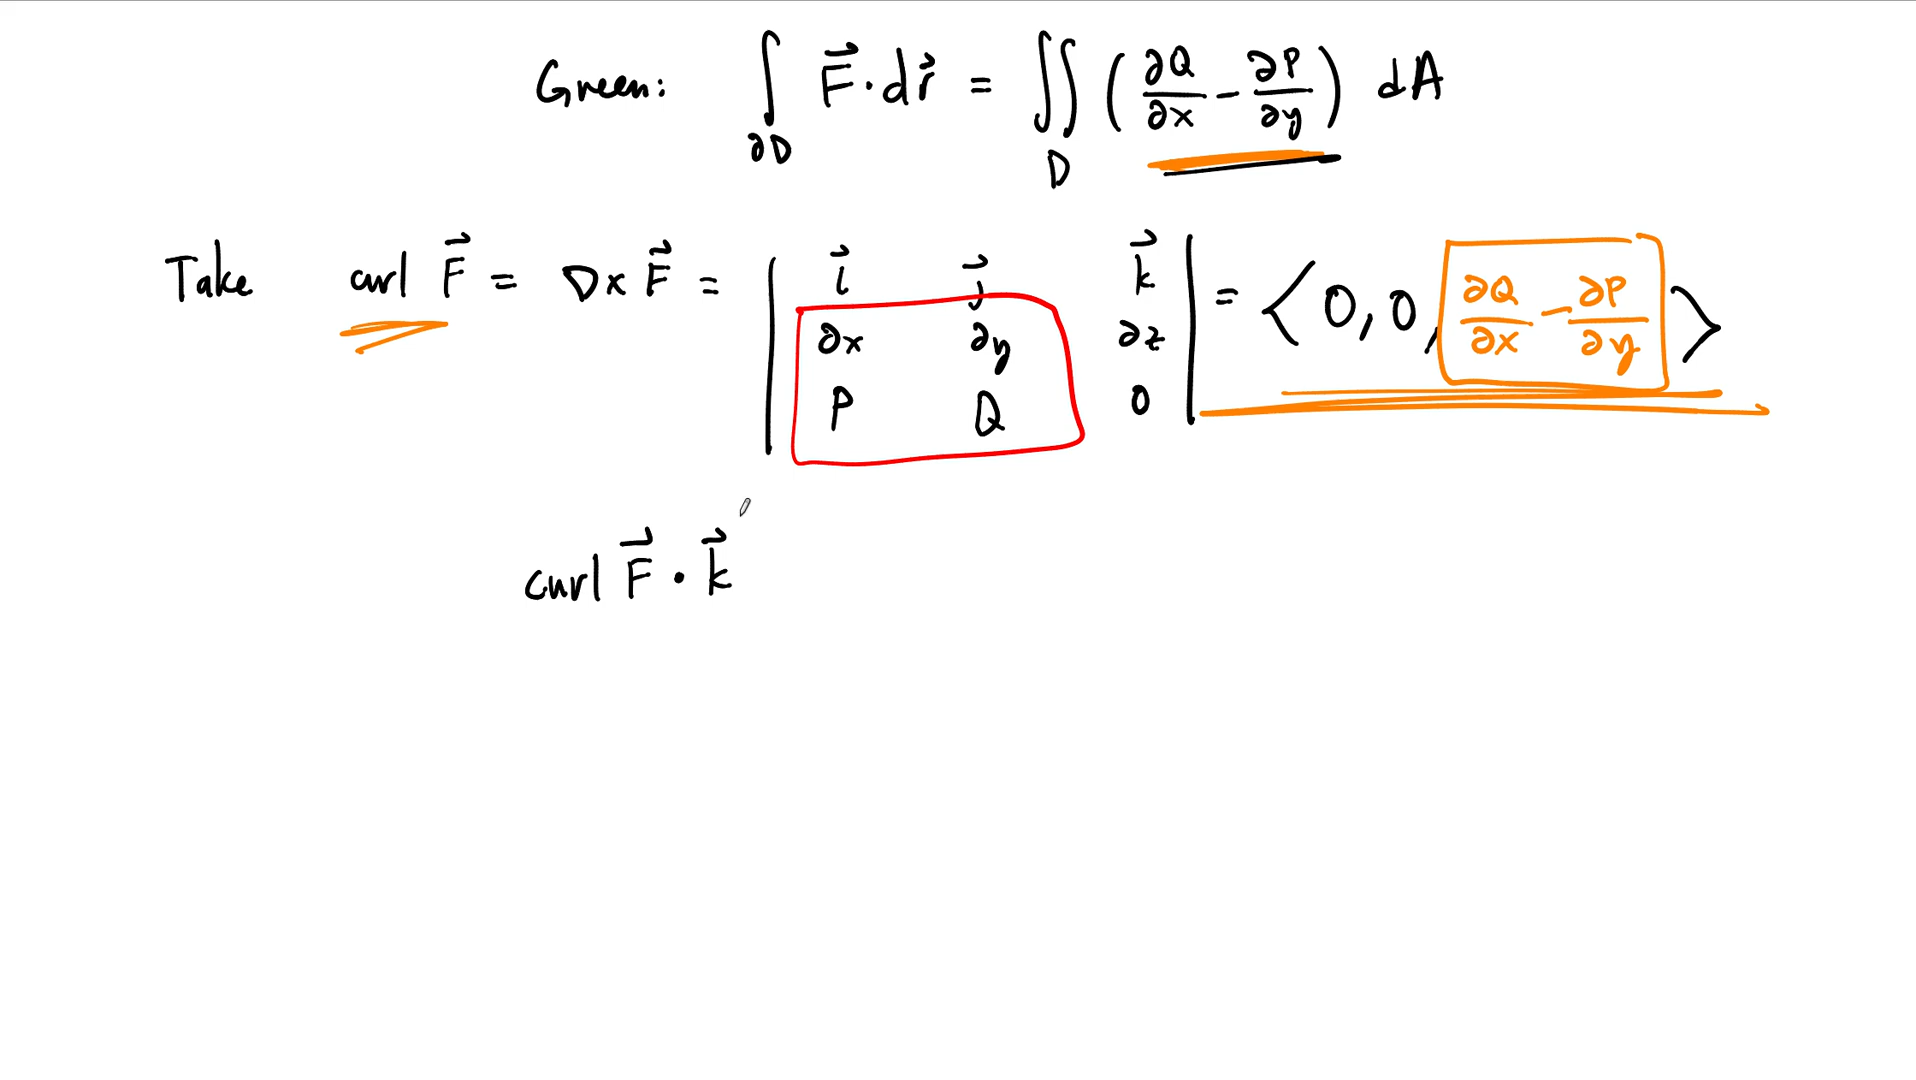 Green: ∫_∂D F⃗ · dr⃗ = ∬_D (∂Q/∂x − ∂P/∂y) dA
Take curl F⃗ = ∇ × F⃗ = | i⃗ j⃗ k⃗ | = ⟨0, 0, ∂Q/∂x − ∂P/∂y⟩
∂x ∂y ∂z
P Q 0
curl F⃗ · k⃗